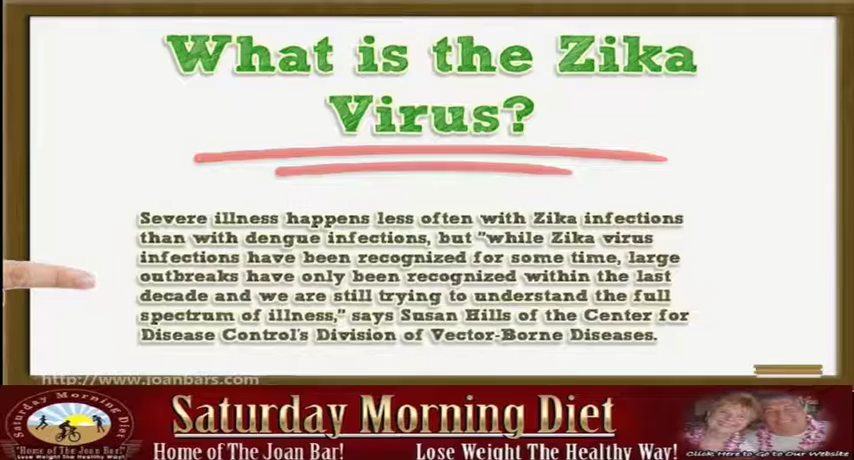 What is the Zika
Virus?
Severe illness happens less often with Zika infections
than with dengue infections, but "while Zika virus
infections have been recognized for some time, large
outbreaks have only been recognized within the last
decade and we are still trying to understand the full
spectrum of illness," says Susan Hills of the Center for
Disease Control's Division of Vector-Borne Diseases.
http://www.joanbars.com
Saturday Morning Diet
"Home of The Joan Bar!"
Lose Weight The Healthy Way!
Saturday Morning Diet
Home of The Joan Bar! Lose Weight The Healthy Way!
Click Here to Go to Our Website